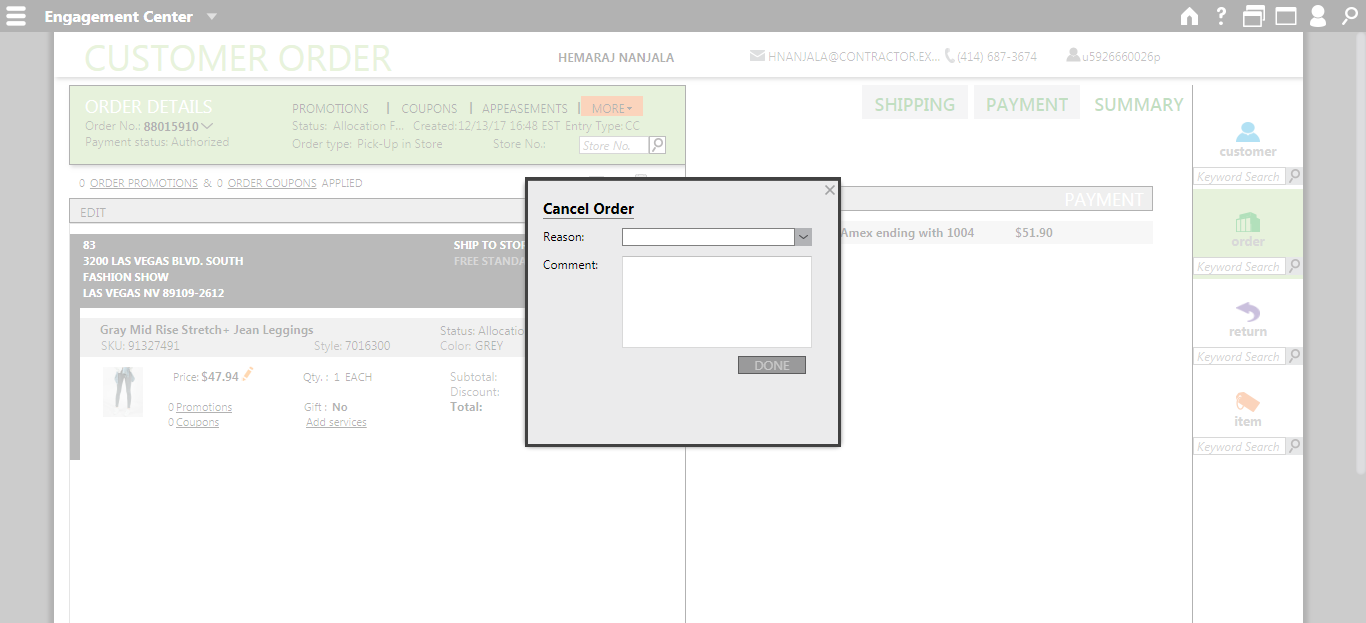 Engagement Center
CUSTOMER ORDER
HEMARAJ NANJALA
HNANJALA@CONTRACTOR.EX... (414) 687-3674 u5926660026p
ORDER DETAILS
Order No.: 88015910
Payment status: Authorized
PROMOTIONS | COUPONS | APPEASEMENTS | MORE
Status: Allocation F... Created:12/13/17 16:48 EST Entry Type:CC
Order type: Pick-Up in Store Store No.: Store No.
0 ORDER PROMOTIONS & 0 ORDER COUPONS APPLIED
EDIT
83
3200 LAS VEGAS BLVD. SOUTH
FASHION SHOW
LAS VEGAS NV 89109-2612
SHIP TO STOR
FREE STANDA
Gray Mid Rise Stretch+ Jean Leggings
SKU: 91327491
Style: 7016300
Status: Allocatio
Color: GREY
Price: $47.94
0 Promotions
0 Coupons
Qty. : 1 EACH
Gift : No
Add services
Subtotal:
Discount:
Total:
Cancel Order
Reason:
Comment:
DONE
SHIPPING PAYMENT SUMMARY
PAYMENT
Amex ending with 1004 $51.90
customer
Keyword Search
order
Keyword Search
return
Keyword Search
item
Keyword Search